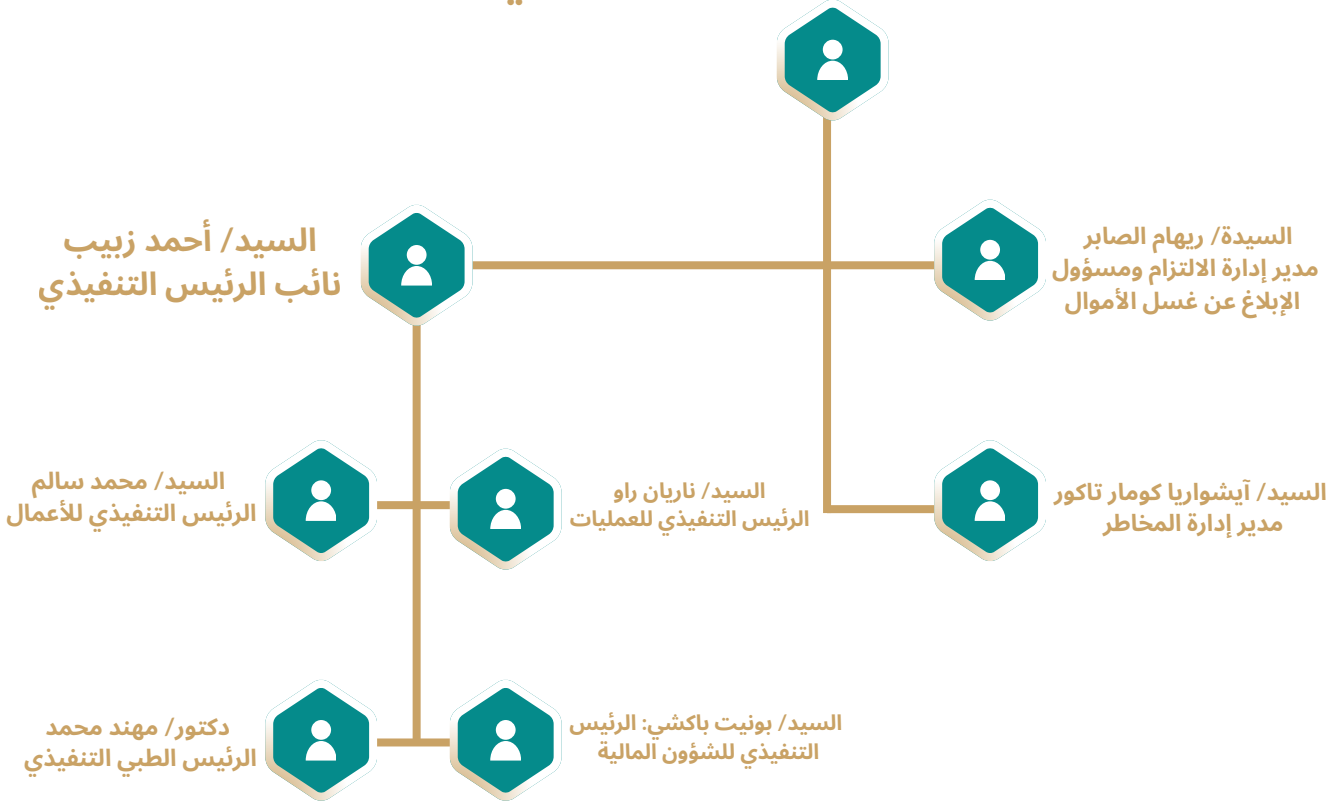 السيد/ أحمد زبيب
نائب الرئيس التنفيذي
السيدة/ ريهام الصابر
مدير إدارة الالتزام ومسؤول
الإبلاغ عن غسل الأموال
السيد/ محمد سالم
الرئيس التنفيذي للأعمال
السيد/ ناريان راو
الرئيس التنفيذي للعمليات
السيد/ آيشواريا كومار تاكور
مدير إدارة المخاطر
دكتور/ مهند محمد
الرئيس الطبي التنفيذي
السيد/ بونيت باكشي: الرئيس
التنفيذي للشؤون المالية